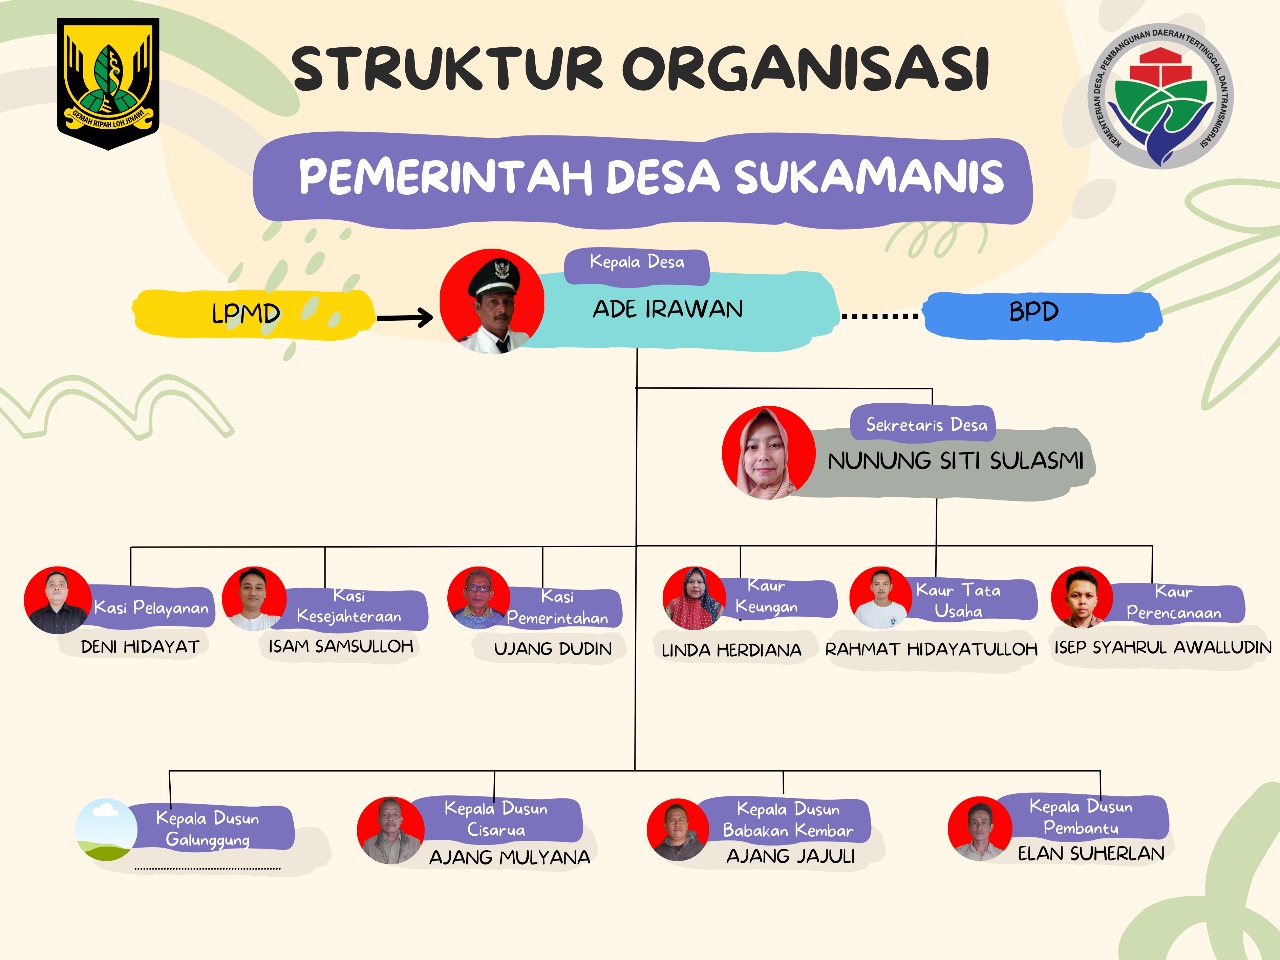 STRUKTUR ORGANISASI
GEMAH RIPAH LOH JINAWI
KEMENTERIAN DESA, PEMBANGUNAN DAERAH TERTINGGAL, DAN TRANSMIGRASI
PEMERINTAH DESA SUKAMANIS
Kepala Desa
LPMD
ADE IRAWAN
BPD
Sekretaris Desa
NUNUNG SITI SULASMI
Kasi Pelayanan
DENI HIDAYAT
Kasi
Kesejahteraan
ISAM SAMSULLOH
Kasi
Pemerintahan
UJANG DUDIN
Kaur
Keungan
LINDA HERDIANA
Kaur Tata
Usaha
RAHMAT HIDAYATULLOH
Kaur
Perencanaan
ISEP SYAHRUL AWALLUDIN
Kepala Dusun
Galunggung
Kepala Dusun
Cisarua
AJANG MULYANA
Kepala Dusun
Babakan Kembar
AJANG JAJULI
Kepala Dusun
Pembantu
ELAN SUHERLAN